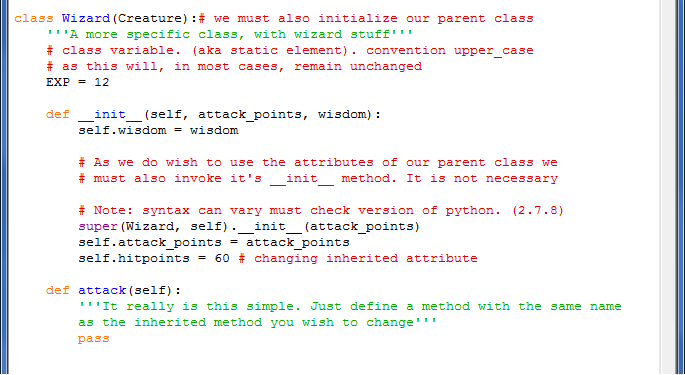 class Wizard(Creature):# we must also initialize our parent class
    '''A more specific class, with wizard stuff'''
    # class variable. (aka static element). convention upper_case
    # as this will, in most cases, remain unchanged
    EXP = 12
    def __init__(self, attack_points, wisdom):
        self.wisdom = wisdom
        # As we do wish to use the attributes of our parent class we
        # must also invoke it's __init__ method. It is not necessary
        # Note: syntax can vary must check version of python. (2.7.8)
        super(Wizard, self).__init__(attack_points)
        self.attack_points = attack_points
        self.hitpoints = 60 # changing inherited attribute
    def attack(self):
        '''It really is this simple. Just define a method with the same name
        as the inherited method you wish to change'''
        pass